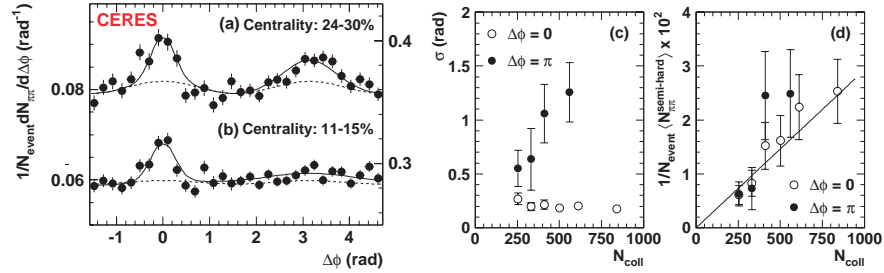 CERES
(a) Centrality: 24-30%
(b) Centrality: 11-15%
1/N_event dN_ππ/dΔϕ (rad⁻¹)
0.08
0.06
0.4
0.3
-1 0 1 2 3 4
Δϕ (rad)
(c)
σ (rad)
Δϕ = 0
Δϕ = π
2
1.5
1
0.5
0
0 250 500 750 1000
N_coll
(d)
1/N_event ⟨N_ππ^semi-hard⟩ x 10²
4
3
2
1
0
Δϕ = 0
Δϕ = π
0 250 500 750 1000
N_coll